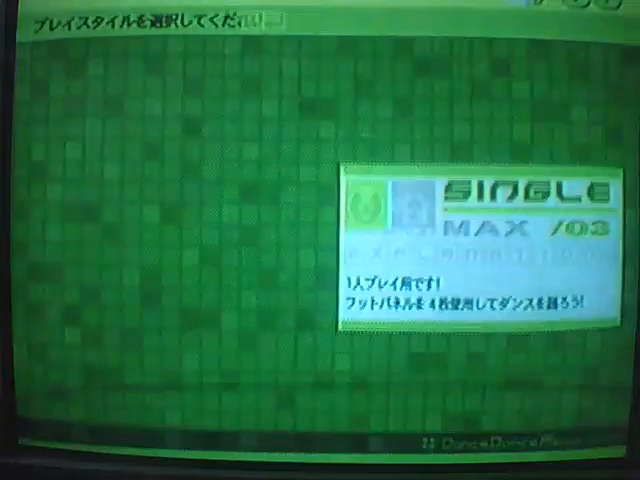 プレイスタイルを選択してくだ
SINGLE
MAX /03
EXPLANATION
1人プレイ用です!
フットパネルを4枚使用してダンスを踊ろう!
DanceDance